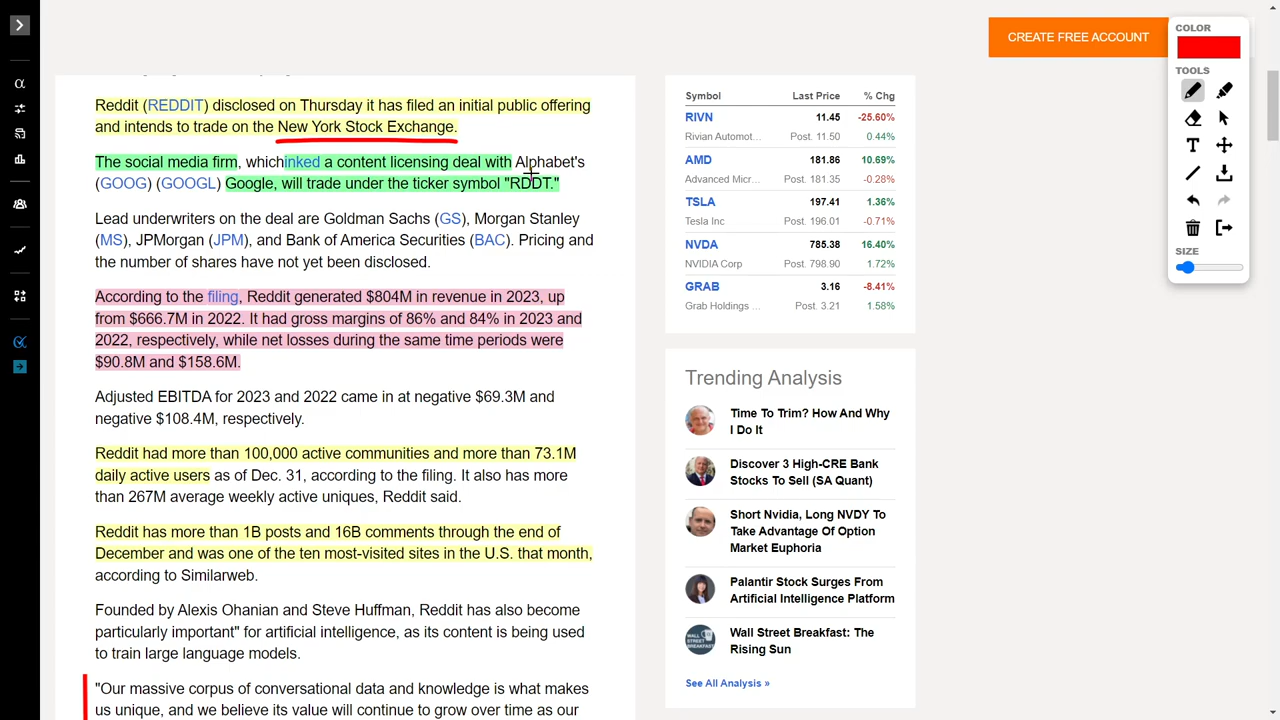 CREATE FREE ACCOUNT
COLOR
TOOLS
T
SIZE
α
Reddit (REDDIT) disclosed on Thursday it has filed an initial public offering
and intends to trade on the New York Stock Exchange.
The social media firm, whichinked a content licensing deal with Alphabet's
(GOOG) (GOOGL) Google, will trade under the ticker symbol "RDDT."
Lead underwriters on the deal are Goldman Sachs (GS), Morgan Stanley
(MS), JPMorgan (JPM), and Bank of America Securities (BAC). Pricing and
the number of shares have not yet been disclosed.
According to the filing, Reddit generated $804M in revenue in 2023, up
from $666.7M in 2022. It had gross margins of 86% and 84% in 2023 and
2022, respectively, while net losses during the same time periods were
$90.8M and $158.6M.
Adjusted EBITDA for 2023 and 2022 came in at negative $69.3M and
negative $108.4M, respectively.
Reddit had more than 100,000 active communities and more than 73.1M
daily active users as of Dec. 31, according to the filing. It also has more
than 267M average weekly active uniques, Reddit said.
Reddit has more than 1B posts and 16B comments through the end of
December and was one of the ten most-visited sites in the U.S. that month,
according to Similarweb.
Founded by Alexis Ohanian and Steve Huffman, Reddit has also become
particularly important" for artificial intelligence, as its content is being used
to train large language models.
"Our massive corpus of conversational data and knowledge is what makes
us unique, and we believe its value will continue to grow over time as our
Symbol Last Price % Chg
RIVN 11.45 -25.60%
Rivian Automot... Post. 11.50 0.44%
AMD 181.86 10.69%
Advanced Micr... Post. 181.35 -0.28%
TSLA 197.41 1.36%
Tesla Inc Post. 196.01 -0.71%
NVDA 785.38 16.40%
NVIDIA Corp Post. 798.90 1.72%
GRAB 3.16 -8.41%
Grab Holdings ... Post. 3.21 1.58%
Trending Analysis
Time To Trim? How And Why
I Do It
Discover 3 High-CRE Bank
Stocks To Sell (SA Quant)
Short Nvidia, Long NVDY To
Take Advantage Of Option
Market Euphoria
Palantir Stock Surges From
Artificial Intelligence Platform
WALL STREET BREAKFAST
Wall Street Breakfast: The
Rising Sun
See All Analysis »